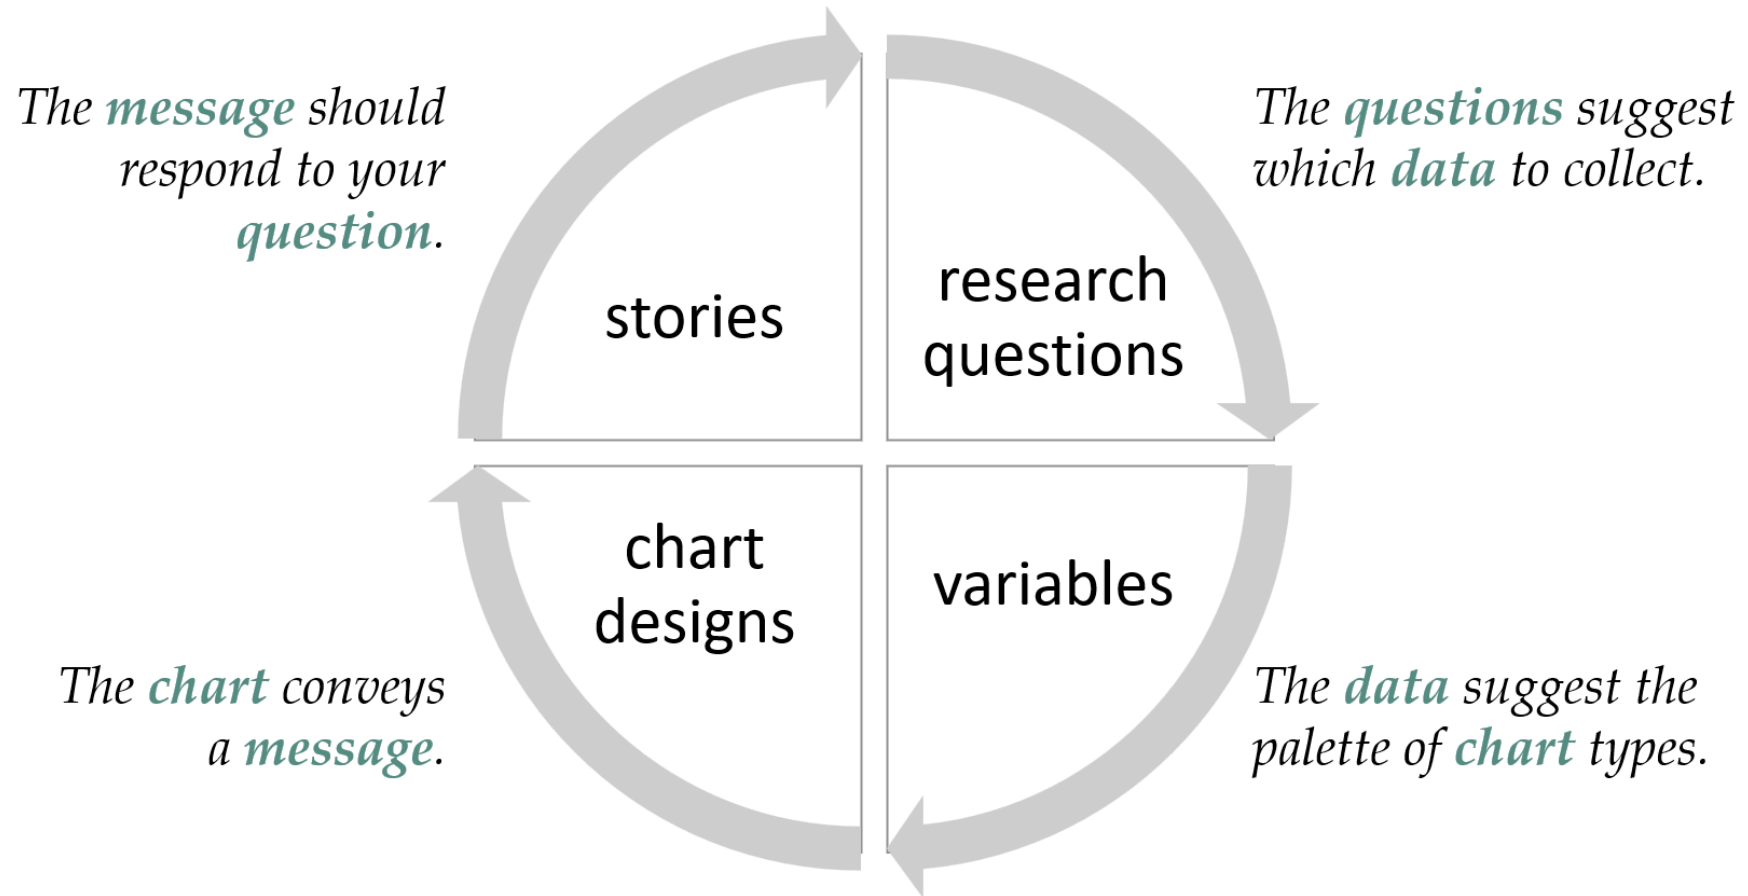 The message should
respond to your
question.
The questions suggest
which data to collect.
stories
research
questions
chart
designs
variables
The chart conveys
a message.
The data suggest the
palette of chart types.